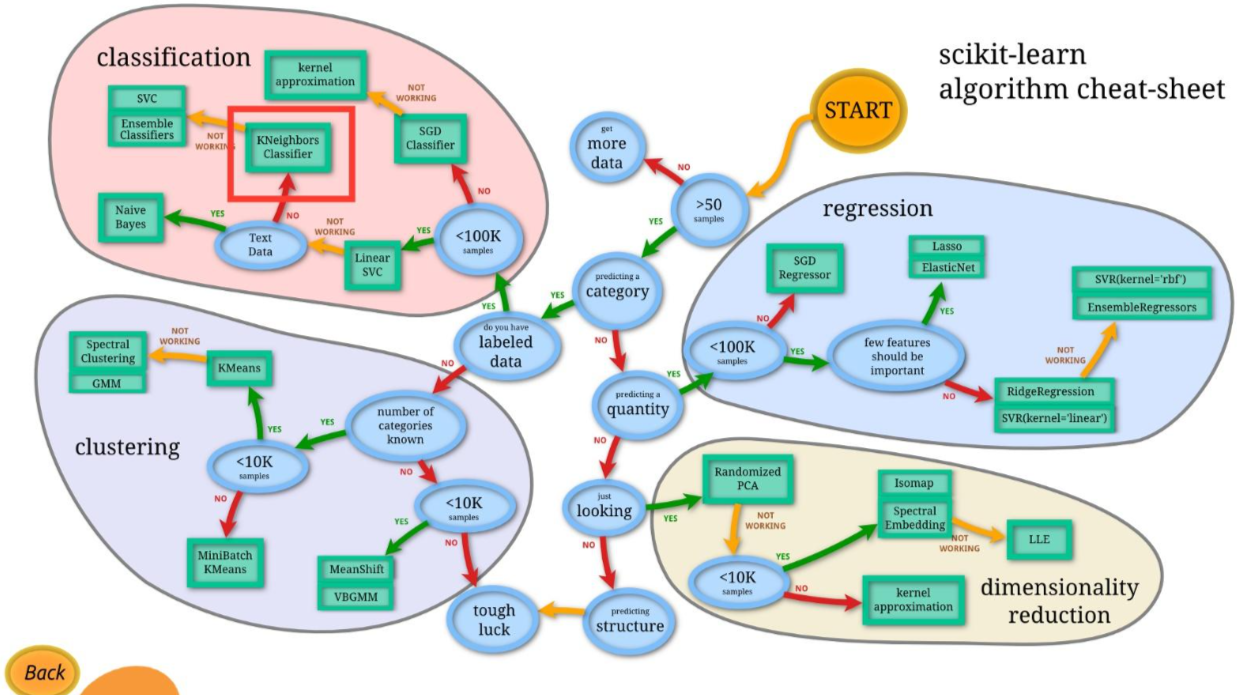 scikit-learn
algorithm cheat-sheet
START
classification
kernel
approximation
NOT
WORKING
SVC
Ensemble
Classifiers
NOT
WORKING
KNeighbors
Classifier
SGD
Classifier
NO
Naive
Bayes
YES
Text
Data
NO
NOT
WORKING
Linear
SVC
YES
<100K
samples
YES
get
more
data
NO
>50
samples
YES
predicting a
category
YES
NO
do you have
labeled
data
NO
predicting a
quantity
YES
NO
just
looking
YES
NO
predicting
structure
tough
luck
regression
SGD
Regressor
Lasso
ElasticNet
SVR(kernel='rbf')
EnsembleRegressors
NO
YES
<100K
samples
YES
few features
should be
important
NOT
WORKING
NO
RidgeRegression
SVR(kernel='linear')
clustering
Spectral
Clustering
GMM
NOT
WORKING
KMeans
YES
number of
categories
known
YES
NO
<10K
samples
NO
<10K
samples
YES
NO
MiniBatch
KMeans
MeanShift
VBGMM
Randomized
PCA
NOT
WORKING
Isomap
Spectral
Embedding
NOT
WORKING
LLE
YES
<10K
samples
NO
kernel
approximation
dimensionality
reduction
Back